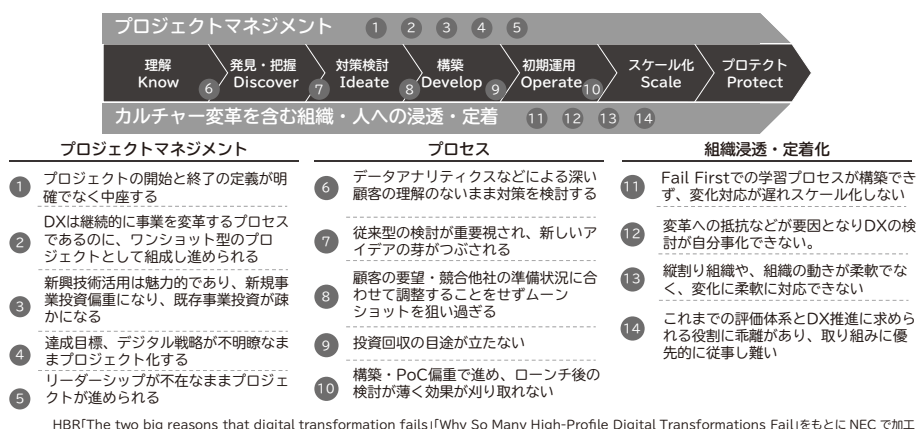 プロジェクトマネジメント 1 2 3 4 5
理解 発見・把握 対策検討 構築 初期運用 スケール化 プロテクト
Know 6 Discover 7 Ideate 8 Develop 9 Operate 10 Scale Protect
カルチャー変革を含む組織・人への浸透・定着 11 12 13 14
プロジェクトマネジメント
1 プロジェクトの開始と終了の定義が明
確でなく中座する
2 DXは継続的に事業を変革するプロセス
であるのに、ワンショット型のプロ
ジェクトとして組成し進められる
3 新興技術活用は魅力的であり、新規事
業投資偏重になり、既存事業投資が疎
かになる
4 達成目標、デジタル戦略が不明瞭なま
まプロジェクト化する
5 リーダーシップが不在なままプロジェ
クトが進められる
プロセス
6 データアナリティクスなどによる深い
顧客の理解のないまま対策を検討する
7 従来型の検討が重要視され、新しいア
イデアの芽がつぶされる
8 顧客の要望・競合他社の準備状況に合
わせて調整することをせずムーン
ショットを狙い過ぎる
9 投資回収の目途が立たない
10 構築・PoC偏重で進め、ローンチ後の
検討が薄く効果が刈り取れない
組織浸透・定着化
11 Fail Firstでの学習プロセスが構築でき
ず、変化対応が遅れスケール化しない
12 変革への抵抗などが要因となりDXの検
討が自分事化できない。
13 縦割り組織や、組織の動きが柔軟でな
く、変化に柔軟に対応できない
14 これまでの評価体系とDX推進に求めら
れる役割に乖離があり、取り組みに優
先的に従事し難い
HBR「The two big reasons that digital transformation fails」「Why So Many High-Profile Digital Transformations Fail」をもとに NEC で加工